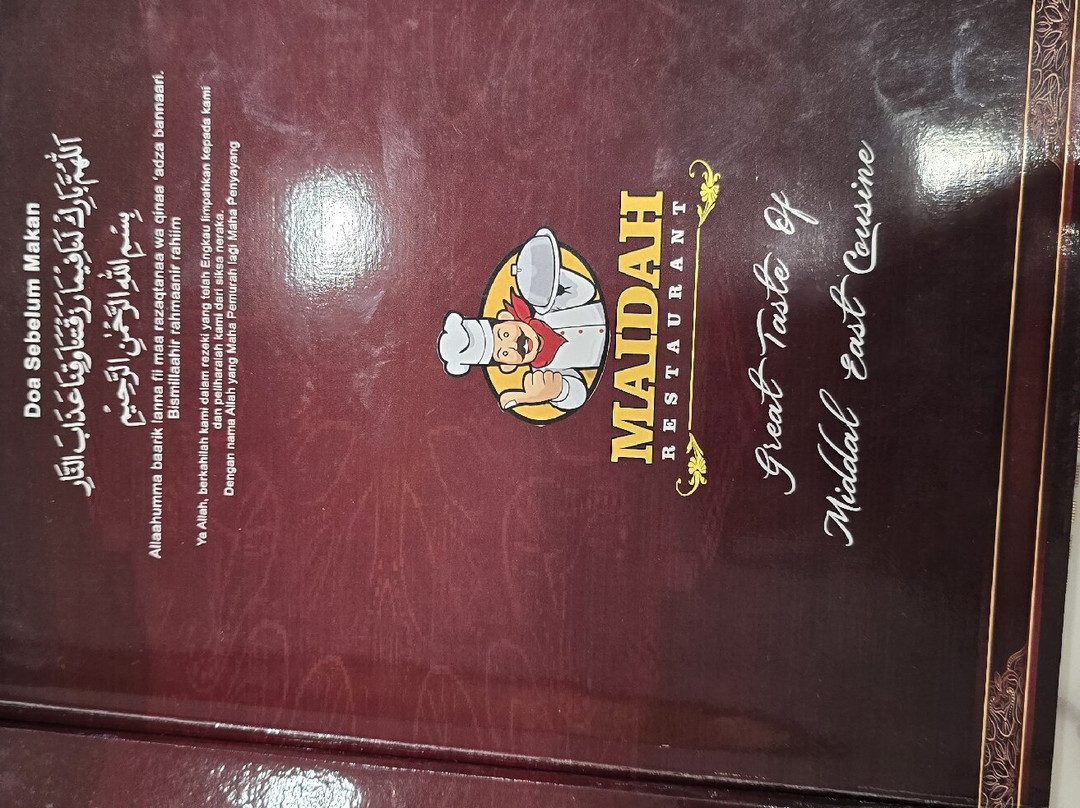 Doa Sebelum Makan
اَللّٰهُمَّ بَارِكْ لَنَا فِيْمَا رَزَقْتَنَا وَقِنَا عَذَابَ النَّارِ
بِسْمِ اللهِ الرَّحْمٰنِ الرَّحِيْمِ
Allaahumma baarik lanna fii maa razaqtanaa wa qinaa 'adza bannaari.
Bismillaahir rahmaanir rahiim
Ya Allah, berkahilah kami dalam rezeki yang telah Engkau limpahkan kepada kami
dan peliharalah kami dari siksa neraka.
Dengan nama Allah yang Maha Pemurah lagi Maha Penyayang
MAIDAH
RESTAURANT
Great Taste Of
Middal East Cousine